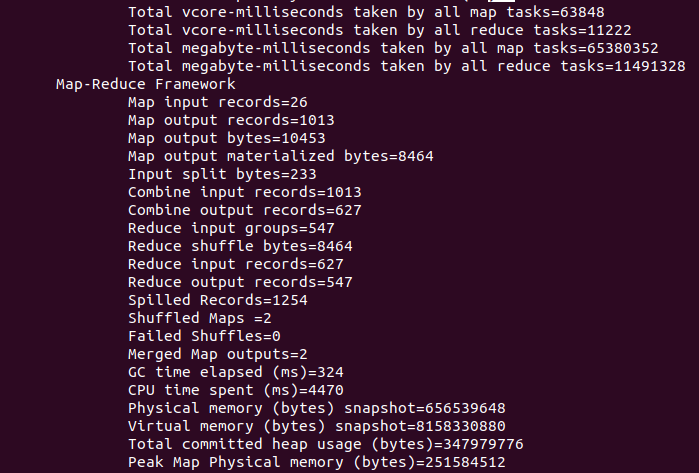 Total vcore-milliseconds taken by all map tasks=63848
Total vcore-milliseconds taken by all reduce tasks=11222
Total megabyte-milliseconds taken by all map tasks=65380352
Total megabyte-milliseconds taken by all reduce tasks=11491328
Map-Reduce Framework
Map input records=26
Map output records=1013
Map output bytes=10453
Map output materialized bytes=8464
Input split bytes=233
Combine input records=1013
Combine output records=627
Reduce input groups=547
Reduce shuffle bytes=8464
Reduce input records=627
Reduce output records=547
Spilled Records=1254
Shuffled Maps =2
Failed Shuffles=0
Merged Map outputs=2
GC time elapsed (ms)=324
CPU time spent (ms)=4470
Physical memory (bytes) snapshot=656539648
Virtual memory (bytes) snapshot=8158330880
Total committed heap usage (bytes)=347979776
Peak Map Physical memory (bytes)=251584512